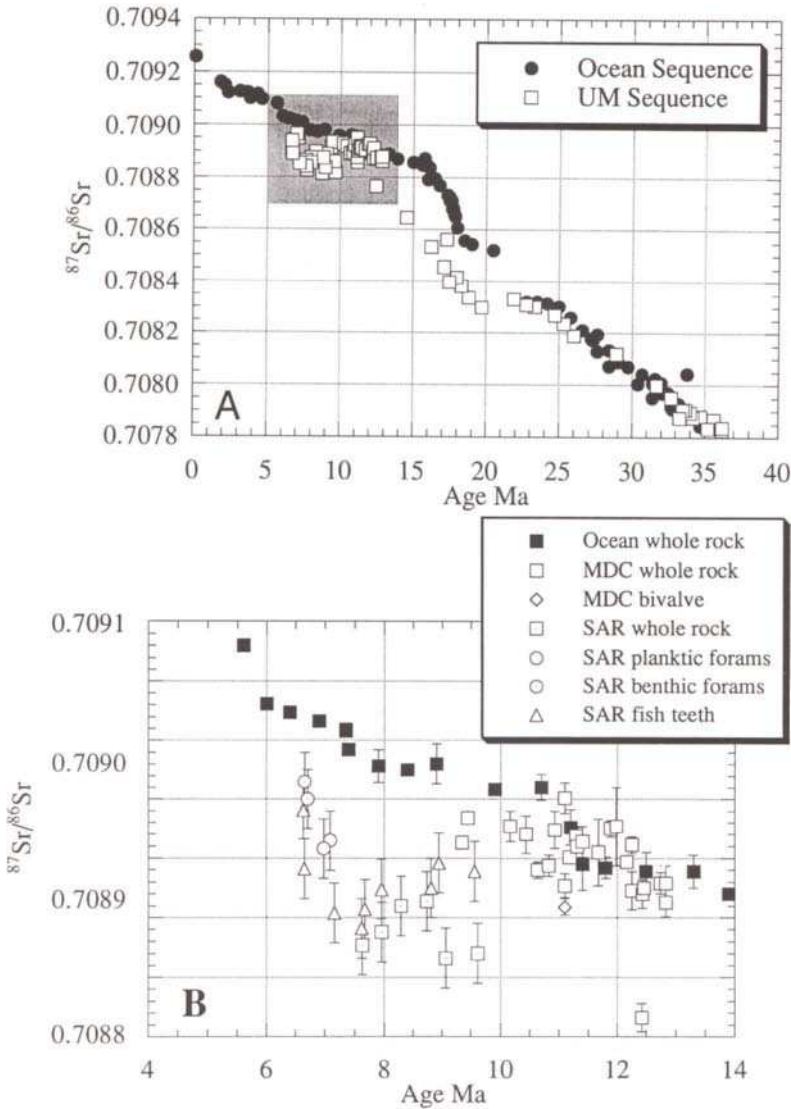 0.7094
0.7092
0.7090
0.7088
0.7086
0.7084
0.7082
0.7080
0.7078
87Sr/86Sr
Ocean Sequence
UM Sequence
A
0 5 10 15 20 25 30 35 40
Age Ma
Ocean whole rock
MDC whole rock
MDC bivalve
SAR whole rock
SAR planktic forams
SAR benthic forams
SAR fish teeth
0.7091
0.7090
0.7089
0.7088
87Sr/86Sr
B
4 6 8 10 12 14
Age Ma